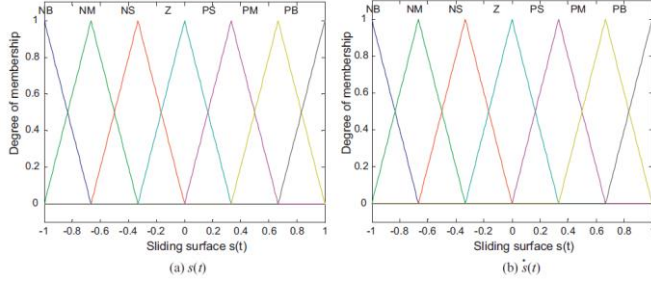 NB NM NS Z PS PM PB
1
0.8
0.6
0.4
0.2
0
Degree of membership
-1 -0.8 -0.6 -0.4 -0.2 0 0.2 0.4 0.6 0.8 1
Sliding surface s(t)
(a) s(t)
NB NM NS Z PS PM PB
1
0.8
0.6
0.4
0.2
0
Degree of membership
-1 -0.8 -0.6 -0.4 -0.2 0 0.2 0.4 0.6 0.8 1
Sliding surface s(t)
(b) ṡ(t)